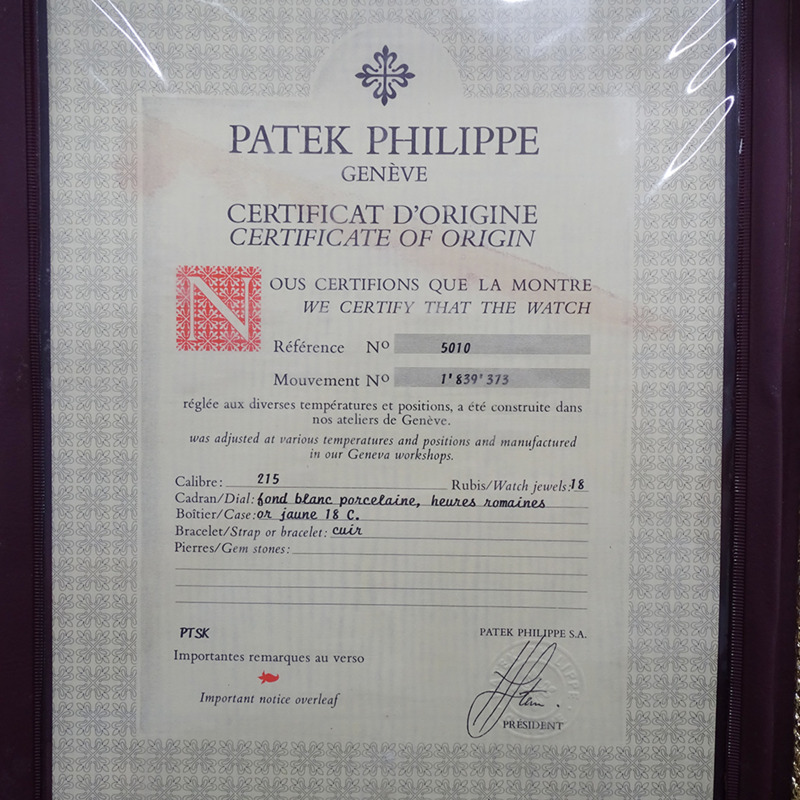 PATEK PHILIPPE
GENÈVE
CERTIFICAT D'ORIGINE
CERTIFICATE OF ORIGIN
NOUS CERTIFIONS QUE LA MONTRE
WE CERTIFY THAT THE WATCH
Référence Nº 5010
Mouvement Nº 1'839'373
réglée aux diverses températures et positions, a été construite dans
nos ateliers de Genève.
was adjusted at various temperatures and positions and manufactured
in our Geneva workshops.
Calibre: 215 Rubis/Watch jewels: 18
Cadran/Dial: fond blanc porcelaine, heures romaines
Boîtier/Case: or jaune 18 C.
Bracelet/Strap or bracelet: cuir
Pierres/Gem stones:
PTSK
PATEK PHILIPPE S.A.
Importantes remarques au verso
Important notice overleaf
PRÉSIDENT